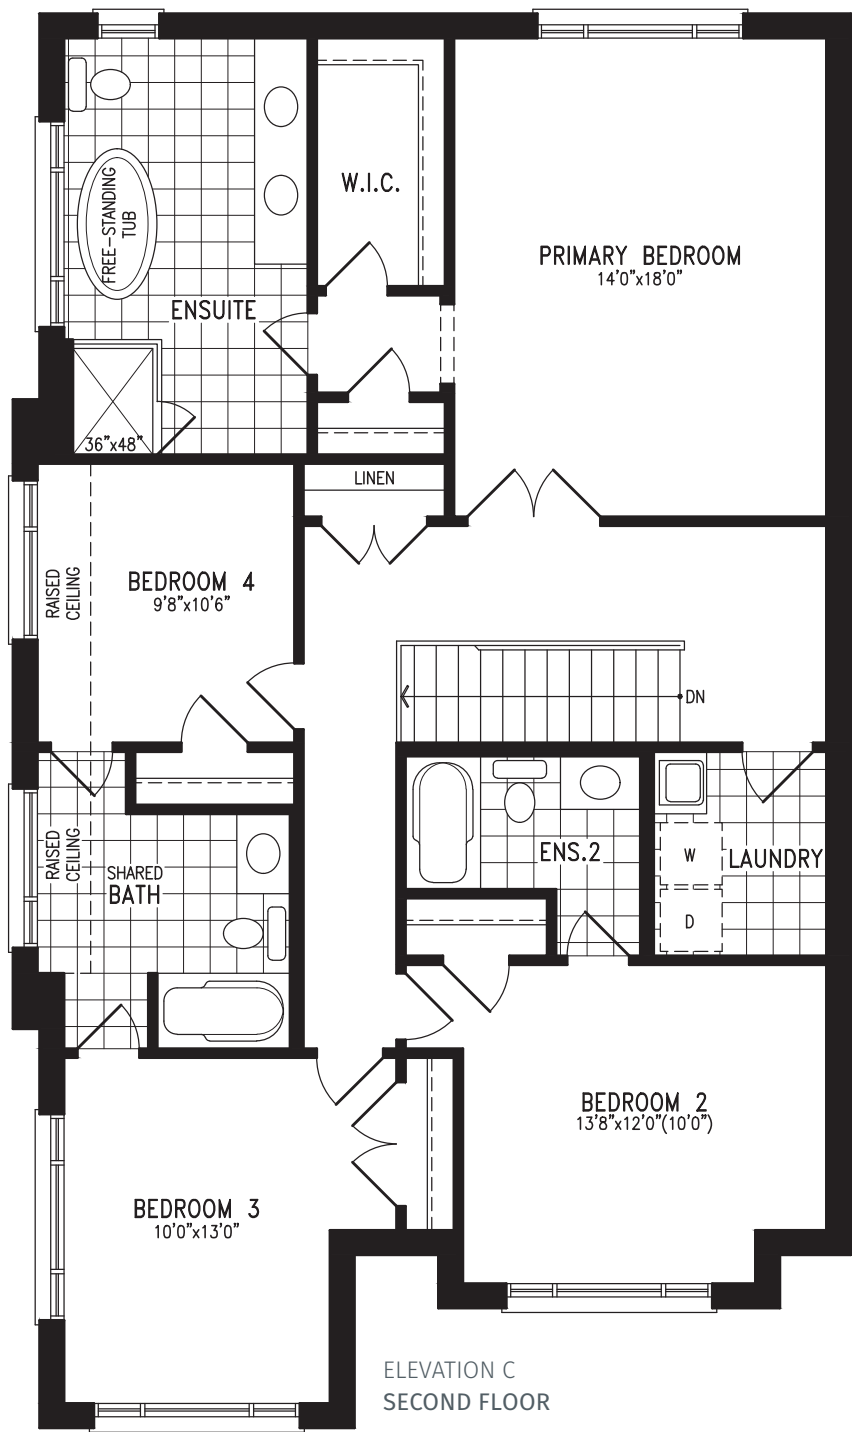 W.I.C.
FREE-STANDING
TUB
PRIMARY BEDROOM
14'0"x18'0"
ENSUITE
36"x48"
LINEN
RAISED
CEILING
BEDROOM 4
9'8"x10'6"
DN
RAISED
CEILING
SHARED
BATH
ENS.2
W
LAUNDRY
D
BEDROOM 2
13'8"x12'0"(10'0")
BEDROOM 3
10'0"x13'0"
ELEVATION C
SECOND FLOOR